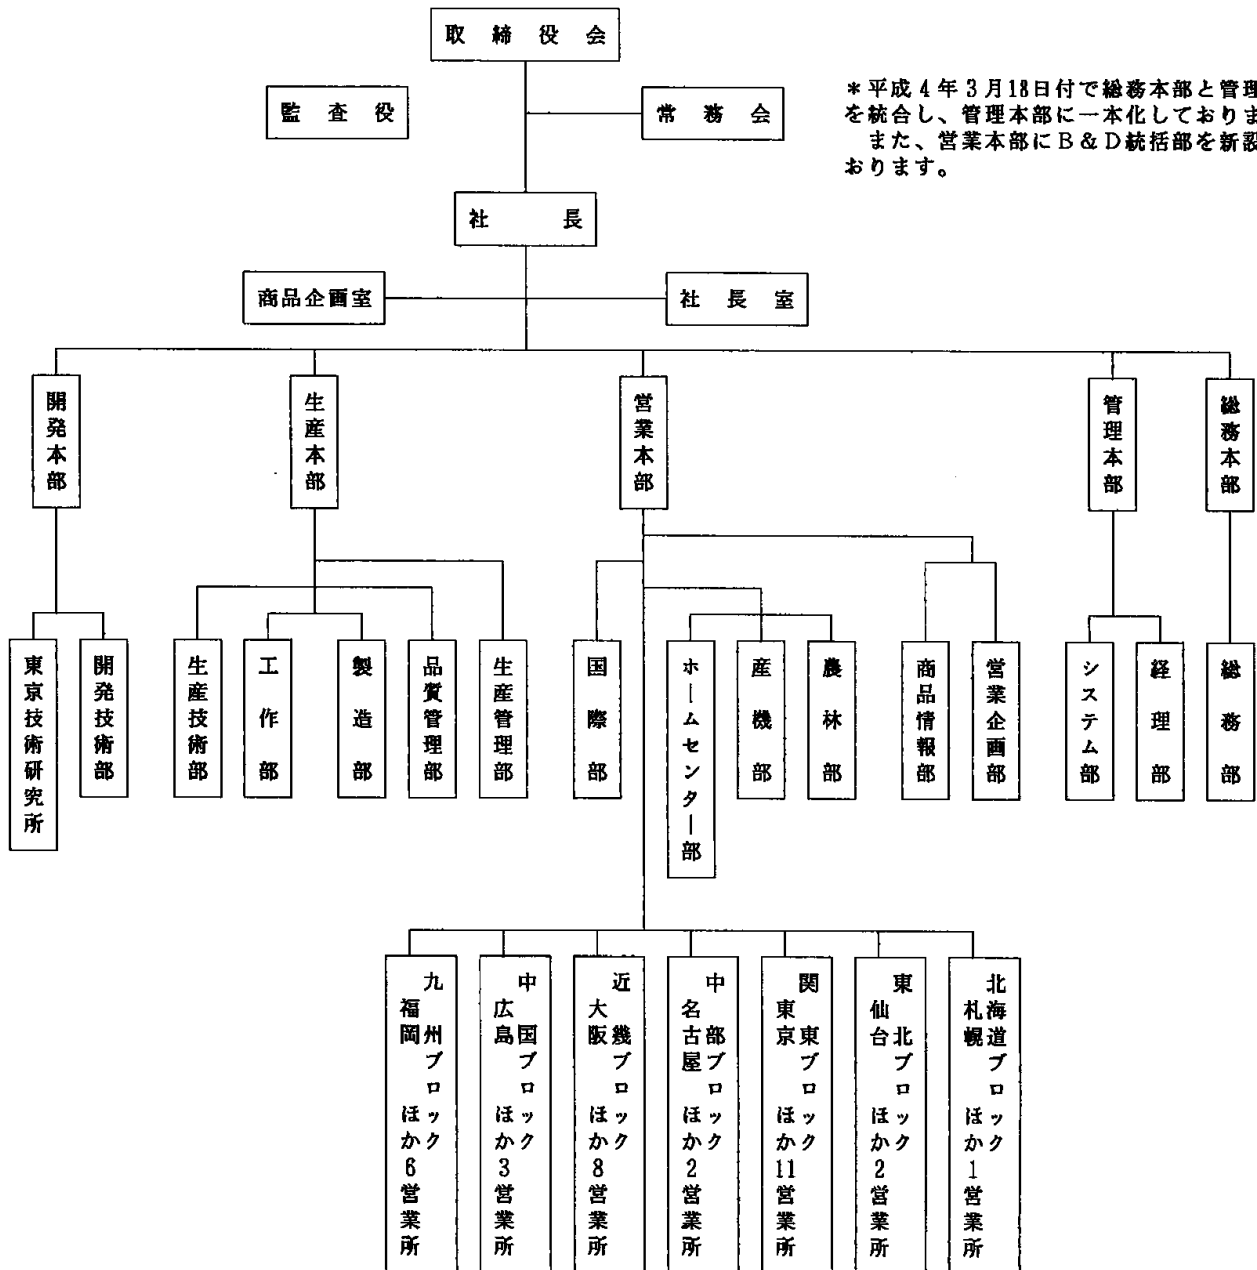 取締役会
監査役
常務会
*平成4年3月18日付で総務本部と管理
を統合し、管理本部に一本化しておりま
また、営業本部にB&D統括部を新設
おります。
社長
商品企画室
社長室
開発本部
生産本部
営業本部
管理本部
総務本部
東京技術研究所
開発技術部
生産技術部
工作部
製造部
品質管理部
生産管理部
国際部
ホームセンター部
産機部
農林部
商品情報部
営業企画部
システム部
経理部
総務部
九州ブロック
福岡ほか6営業所
中国ブロック
広島ほか3営業所
近畿ブロック
大阪ほか8営業所
中部ブロック
名古屋ほか2営業所
関東ブロック
東京ほか11営業所
東北ブロック
仙台ほか2営業所
北海道ブロック
札幌ほか1営業所